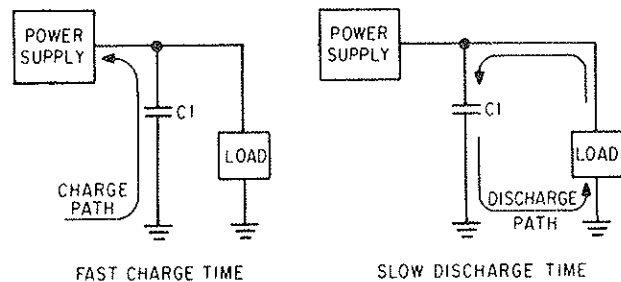 POWER
SUPPLY
C1
LOAD
CHARGE
PATH
FAST CHARGE TIME
POWER
SUPPLY
C1
LOAD
DISCHARGE
PATH
SLOW DISCHARGE TIME